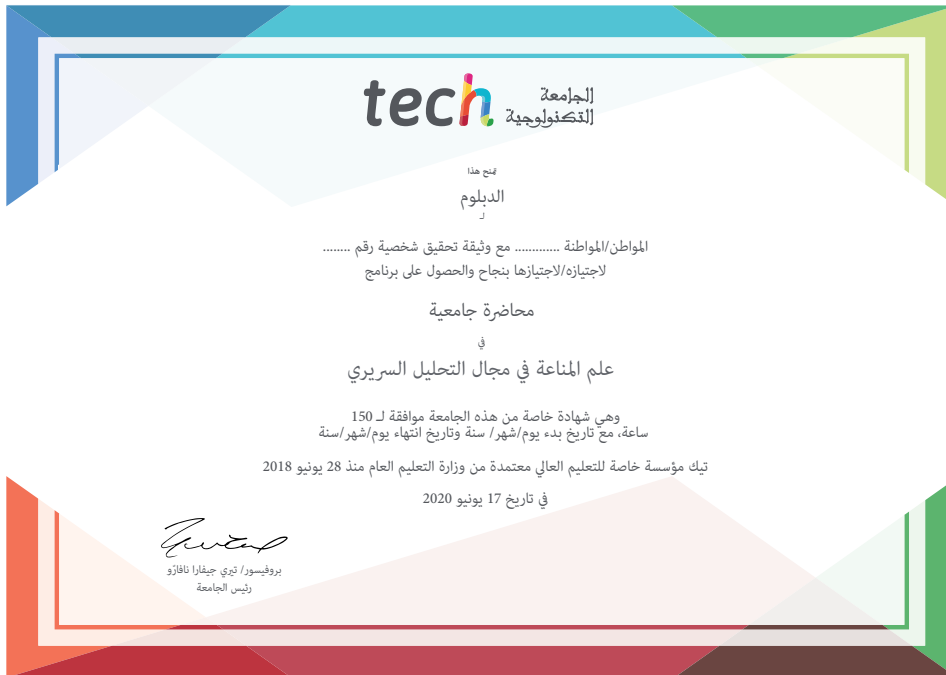 tech الجامعة
التكنولوجية
يمنح هذا
الدبلوم
لـ
المواطن/المواطنة ............. مع وثيقة تحقيق شخصية رقم ........
لاجتيازه/لاجتيازها بنجاح والحصول على برنامج
محاضرة جامعية
في
علم المناعة في مجال التحليل السريري
وهي شهادة خاصة من هذه الجامعة موافقة لـ 150
ساعة، مع تاريخ بدء يوم/شهر/ سنة وتاريخ انتهاء يوم/شهر/سنة
تيك مؤسسة خاصة للتعليم العالي معتمدة من وزارة التعليم العام منذ 28 يونيو 2018
في تاريخ 17 يونيو 2020
بروفيسور/ تيري جيفارا نافارّو
رئيس الجامعة